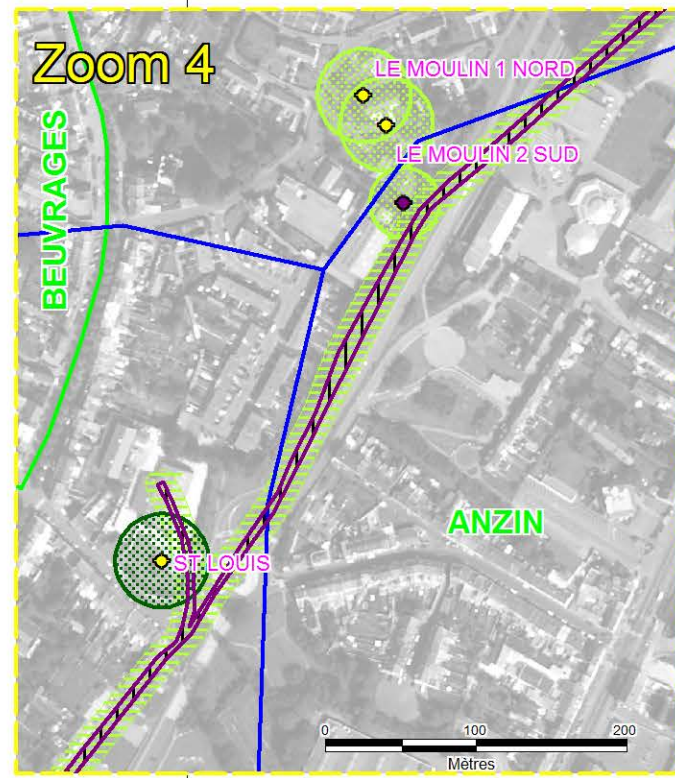 Zoom 4
LE MOULIN 1 NORD
LE MOULIN 2 SUD
BEUVRAGES
ANZIN
ST LOUIS
0 100 200
Mètres